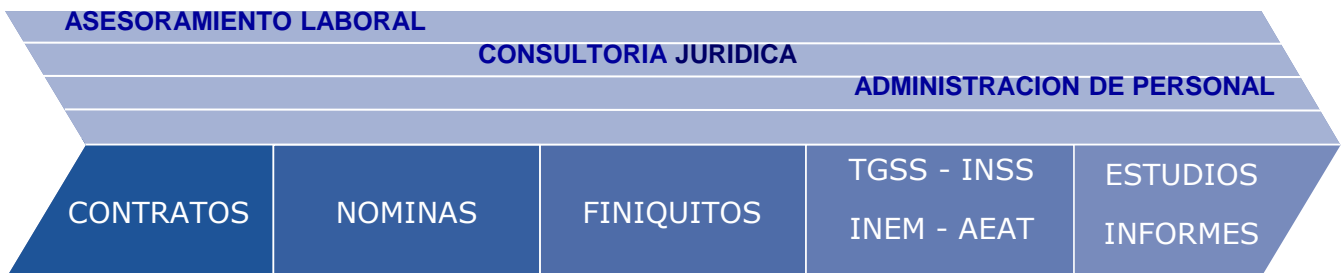 ASESORAMIENTO LABORAL
CONSULTORIA JURIDICA
ADMINISTRACION DE PERSONAL
CONTRATOS
NOMINAS
FINIQUITOS
TGSS - INSS
INEM - AEAT
ESTUDIOS
INFORMES